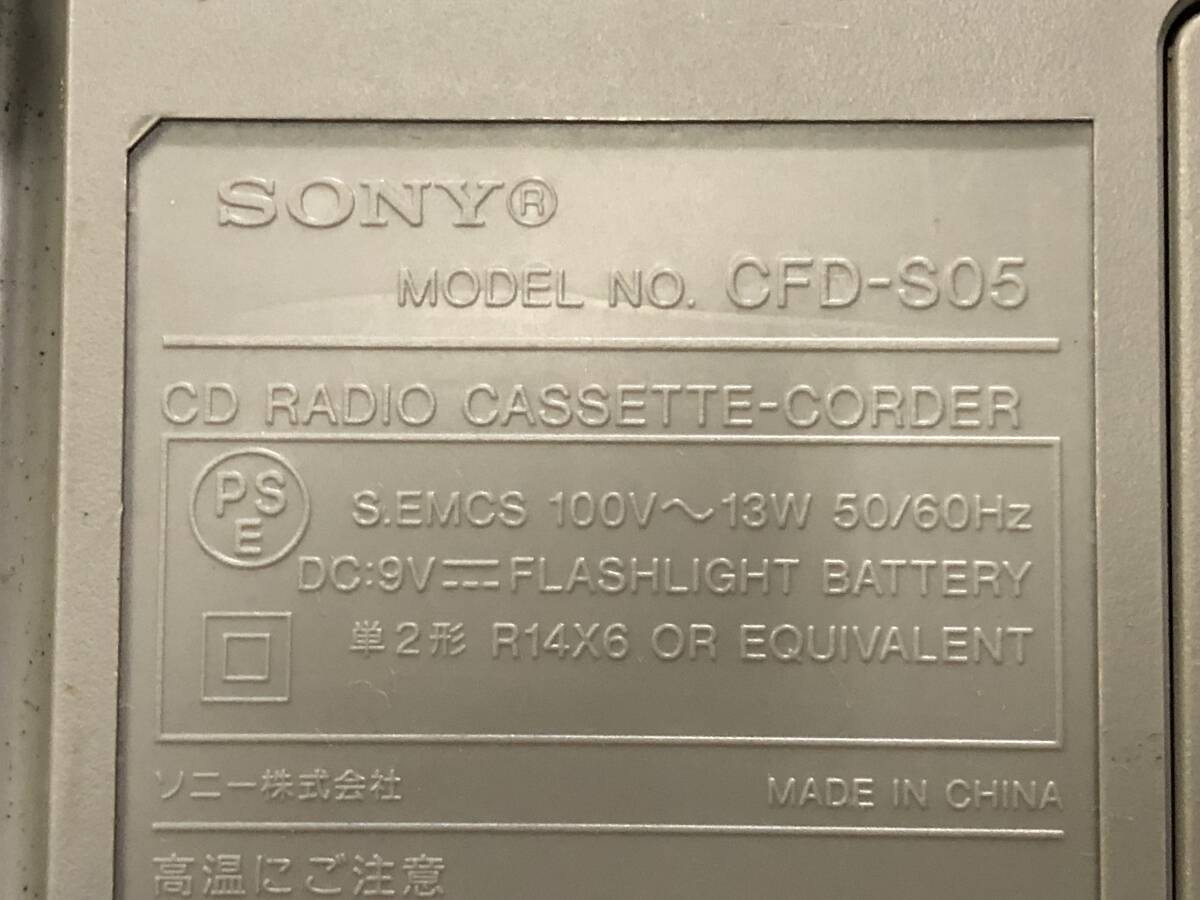 SONY®
MODEL NO. CFD-S05
CD RADIO CASSETTE-CORDER
PS
E
S.EMCS 100V～13W 50/60Hz
DC:9V⎓FLASHLIGHT BATTERY
単2形 R14X6 OR EQUIVALENT
ソニー株式会社 MADE IN CHINA
高温にご注意